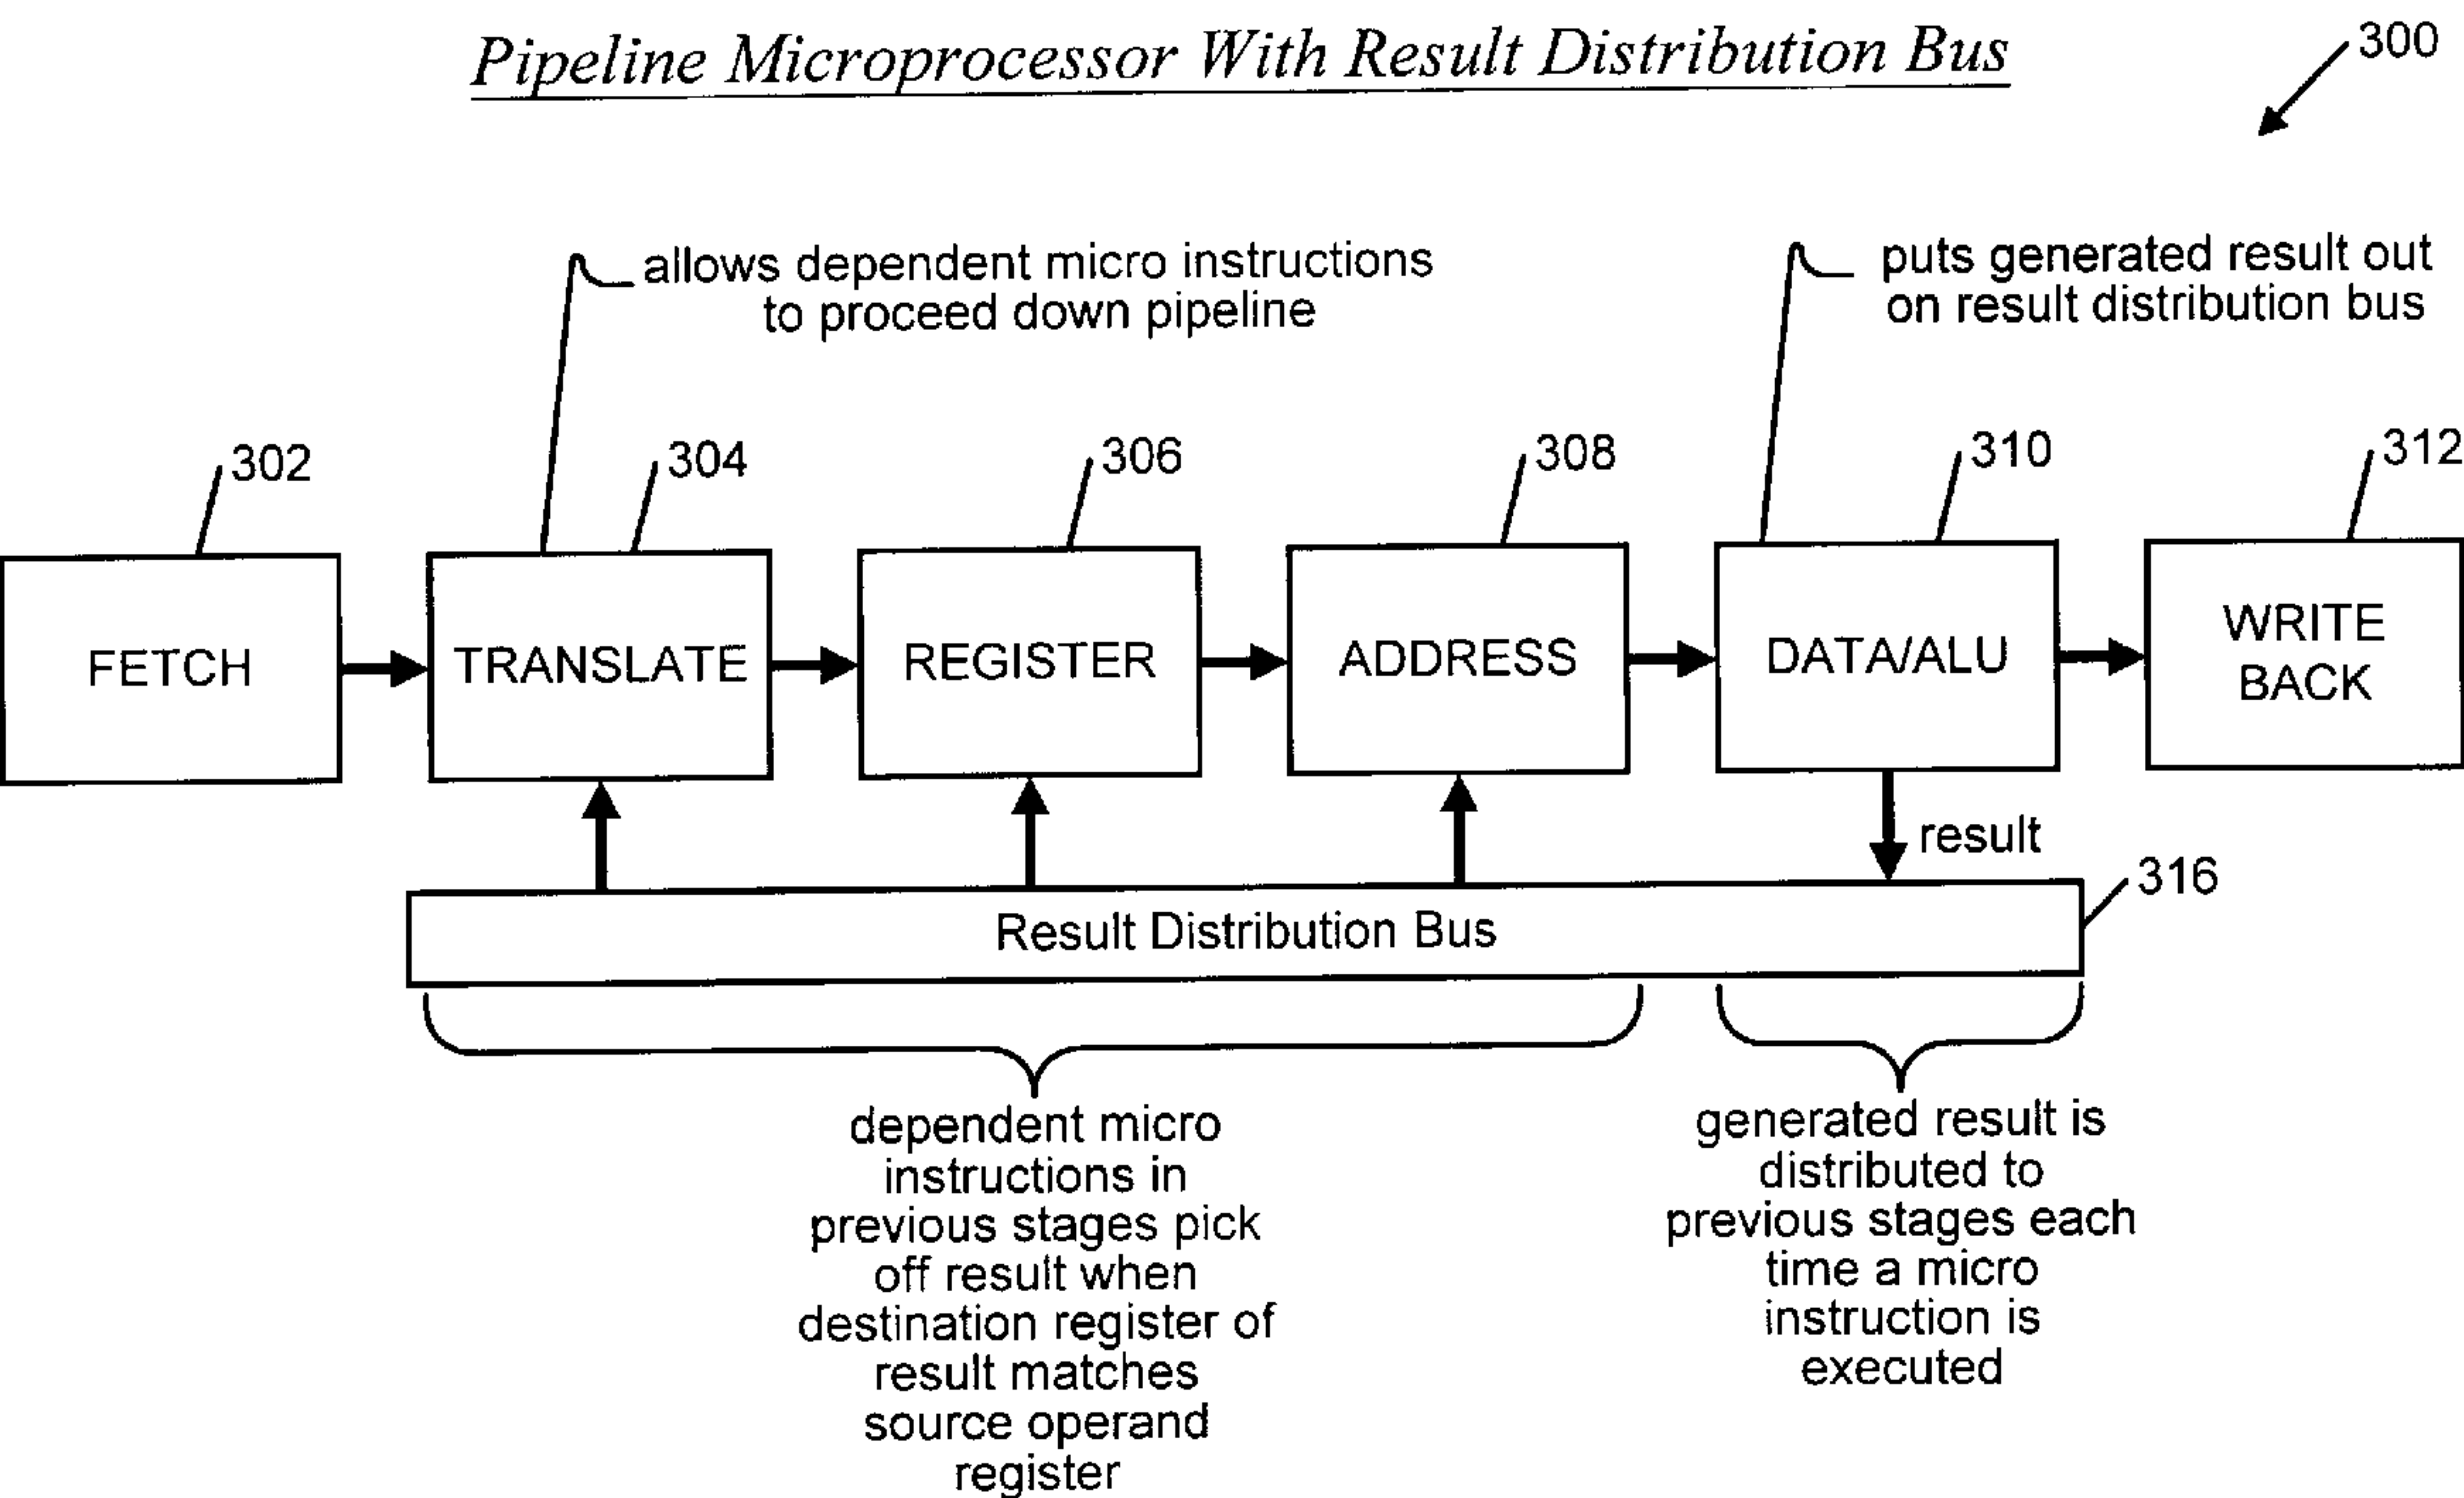 Pipeline Microprocessor With Result Distribution Bus
300
allows dependent micro instructions
to proceed down pipeline
puts generated result out
on result distribution bus
302
304
306
308
310
312
FETCH
TRANSLATE
REGISTER
ADDRESS
DATA/ALU
WRITE
BACK
result
316
Result Distribution Bus
dependent micro
instructions in
previous stages pick
off result when
destination register of
result matches
source operand
register
generated result is
distributed to
previous stages each
time a micro
instruction is
executed